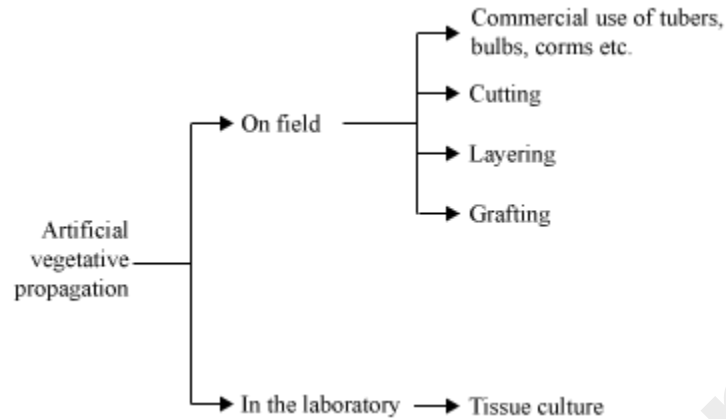 Commercial use of tubers,
bulbs, corms etc.
Cutting
On field
Layering
Grafting
Artificial
vegetative
propagation
In the laboratory
Tissue culture